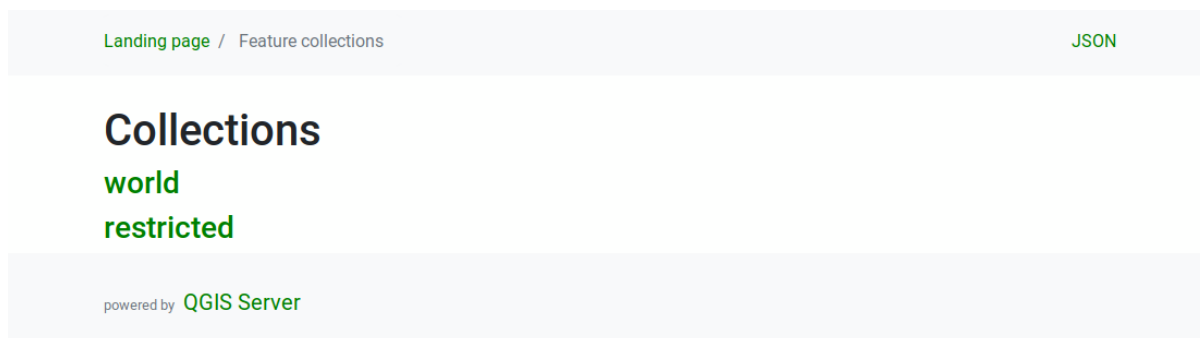 Landing page / Feature collections JSON
Collections
world
restricted
powered by QGIS Server